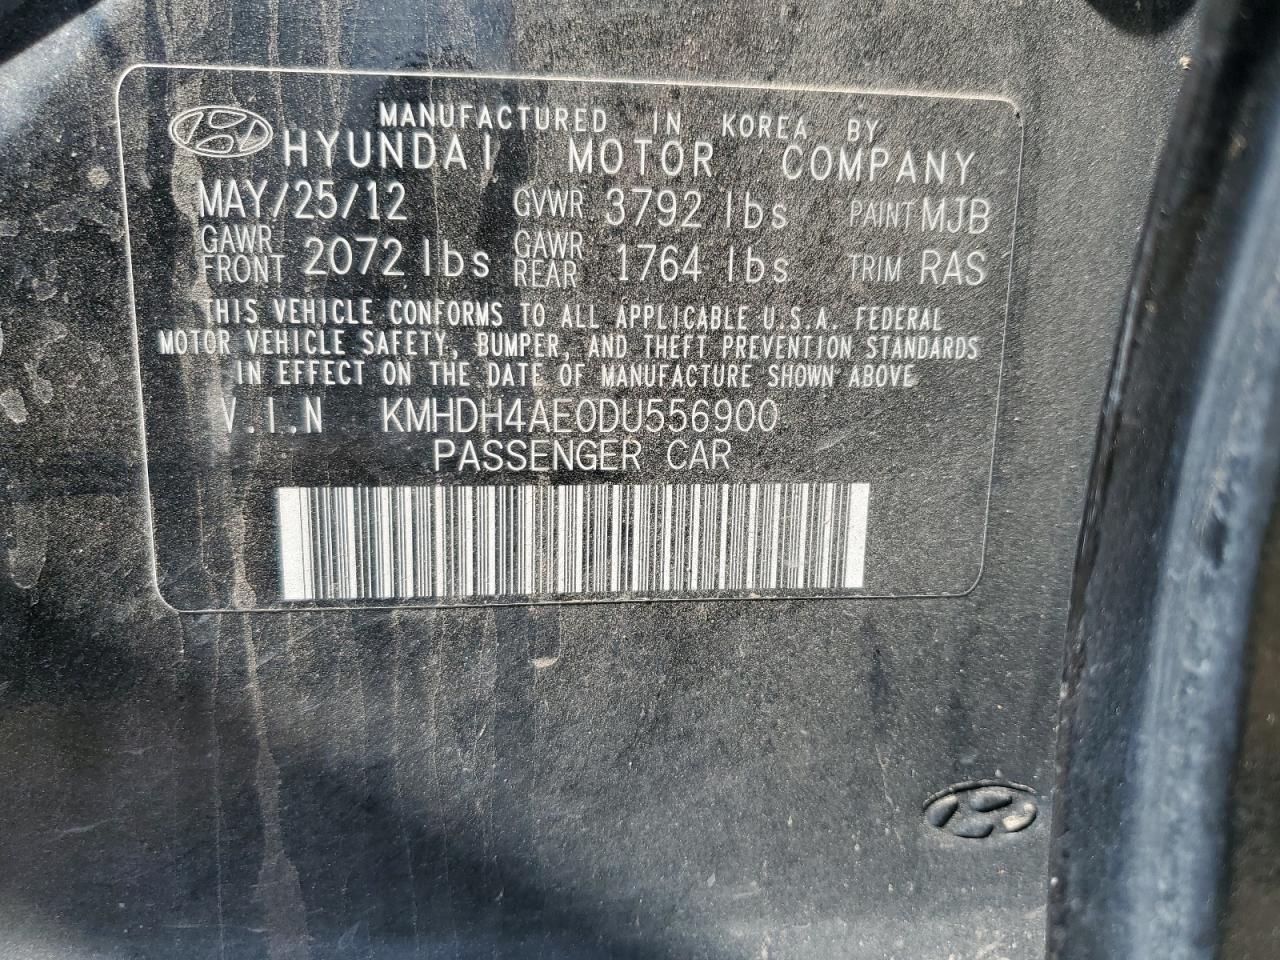 MANUFACTURED IN KOREA BY
HYUNDAI MOTOR COMPANY
MAY/25/12 GVWR 3792 lbs PAINT MJB
GAWR FRONT 2072 lbs GAWR REAR 1764 lbs TRIM RAS
THIS VEHICLE CONFORMS TO ALL APPLICABLE U.S.A. FEDERAL
MOTOR VEHICLE SAFETY, BUMPER, AND THEFT PREVENTION STANDARDS
IN EFFECT ON THE DATE OF MANUFACTURE SHOWN ABOVE
V.I.N KMHDH4AE0DU556900
PASSENGER CAR